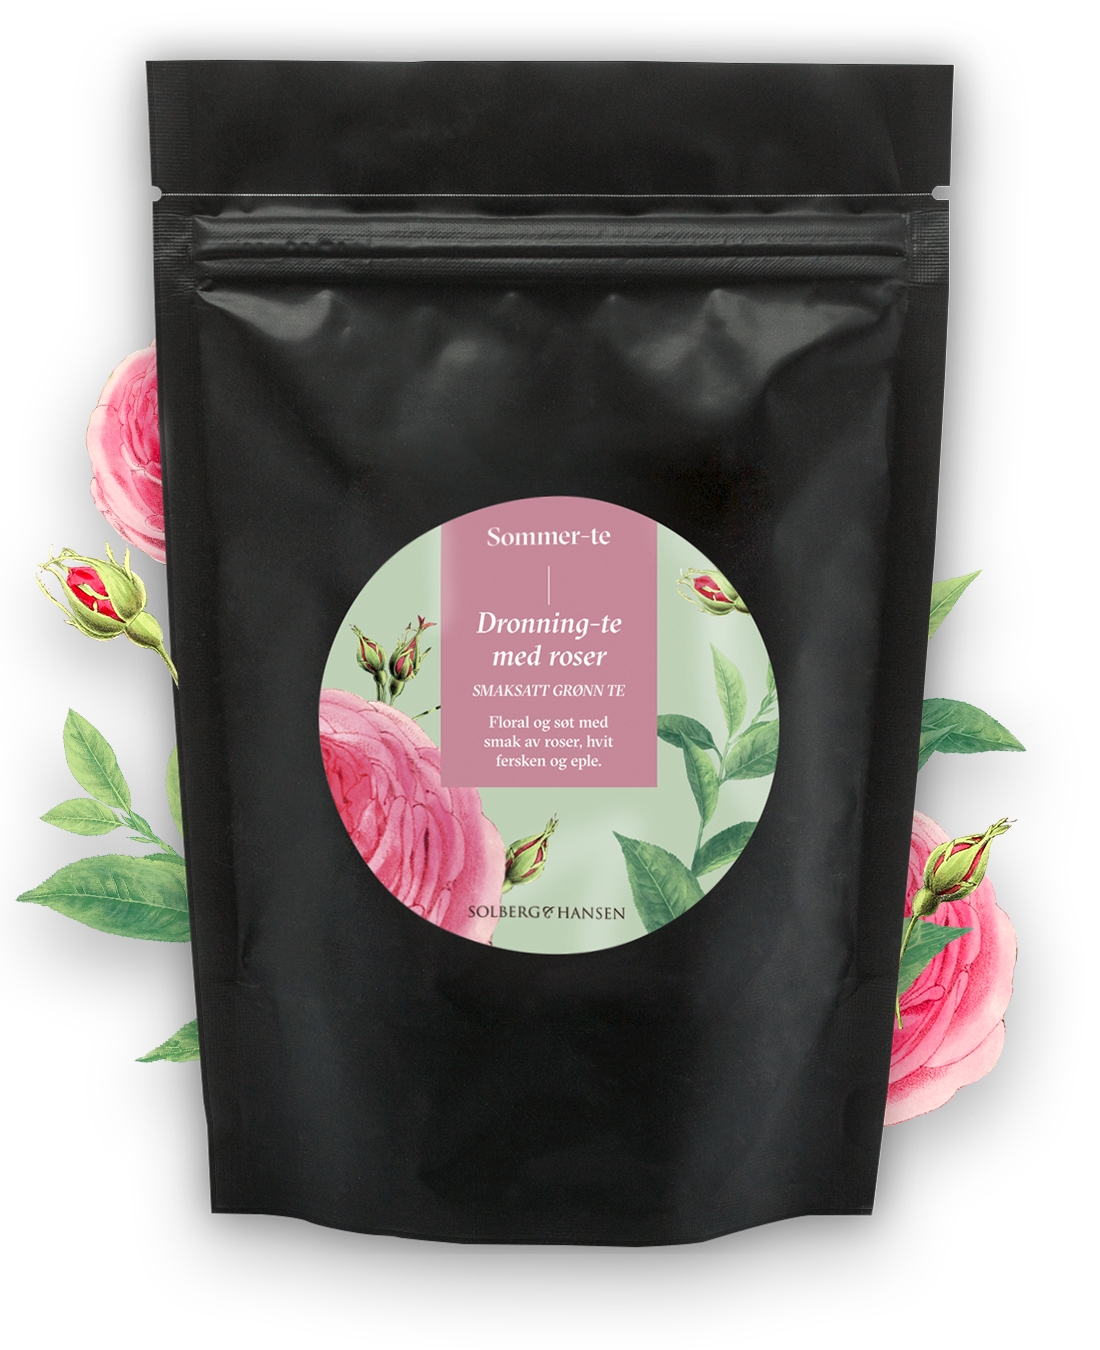 Sommer-te
Dronning-te
med roser
SMAKSATT GRØNN TE
Floral og søt med
smak av roser, hvit
fersken og eple.
SOLBERG & HANSEN